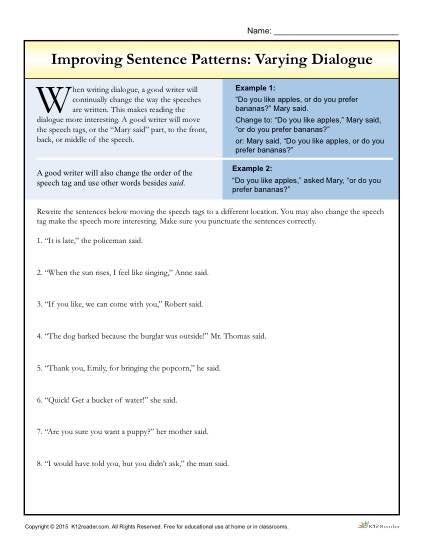 Name:
Improving Sentence Patterns: Varying Dialogue
When writing dialogue, a good writer will
continually change the way the speeches
are written. This makes reading the
dialogue more interesting. A good writer will move
the speech tags, or the “Mary said” part, to the front,
back, or middle of the speech.
Example 1:
“Do you like apples, or do you prefer
bananas?” Mary said.
Change to: “Do you like apples,” Mary said,
“or do you prefer bananas?”
or: Mary said, “Do you like apples, or do you
prefer bananas?”
A good writer will also change the order of the
speech tag and use other words besides said.
Example 2:
“Do you like apples,” asked Mary, “or do you
prefer bananas?”
Rewrite the sentences below moving the speech tags to a different location. You may also change the speech
tag to make the speech more interesting. Make sure you punctuate the sentences correctly.
1. “It is late,” the policeman said.
2. “When the sun rises, I feel like singing,” Anne said.
3. “If you like, we can come with you,” Robert said.
4. “The dog barked because the burglar was outside!” Mr. Thomas said.
5. “Thank you, Emily, for bringing the popcorn,” he said.
6. “Quick! Get a bucket of water!” she said.
7. “Are you sure you want a puppy?” her mother said.
8. “I would have told you, but you didn’t ask,” the man said.
Copyright © 2015 K12reader.com. All Rights Reserved. Free for educational use at home or in classrooms.
K12Reader